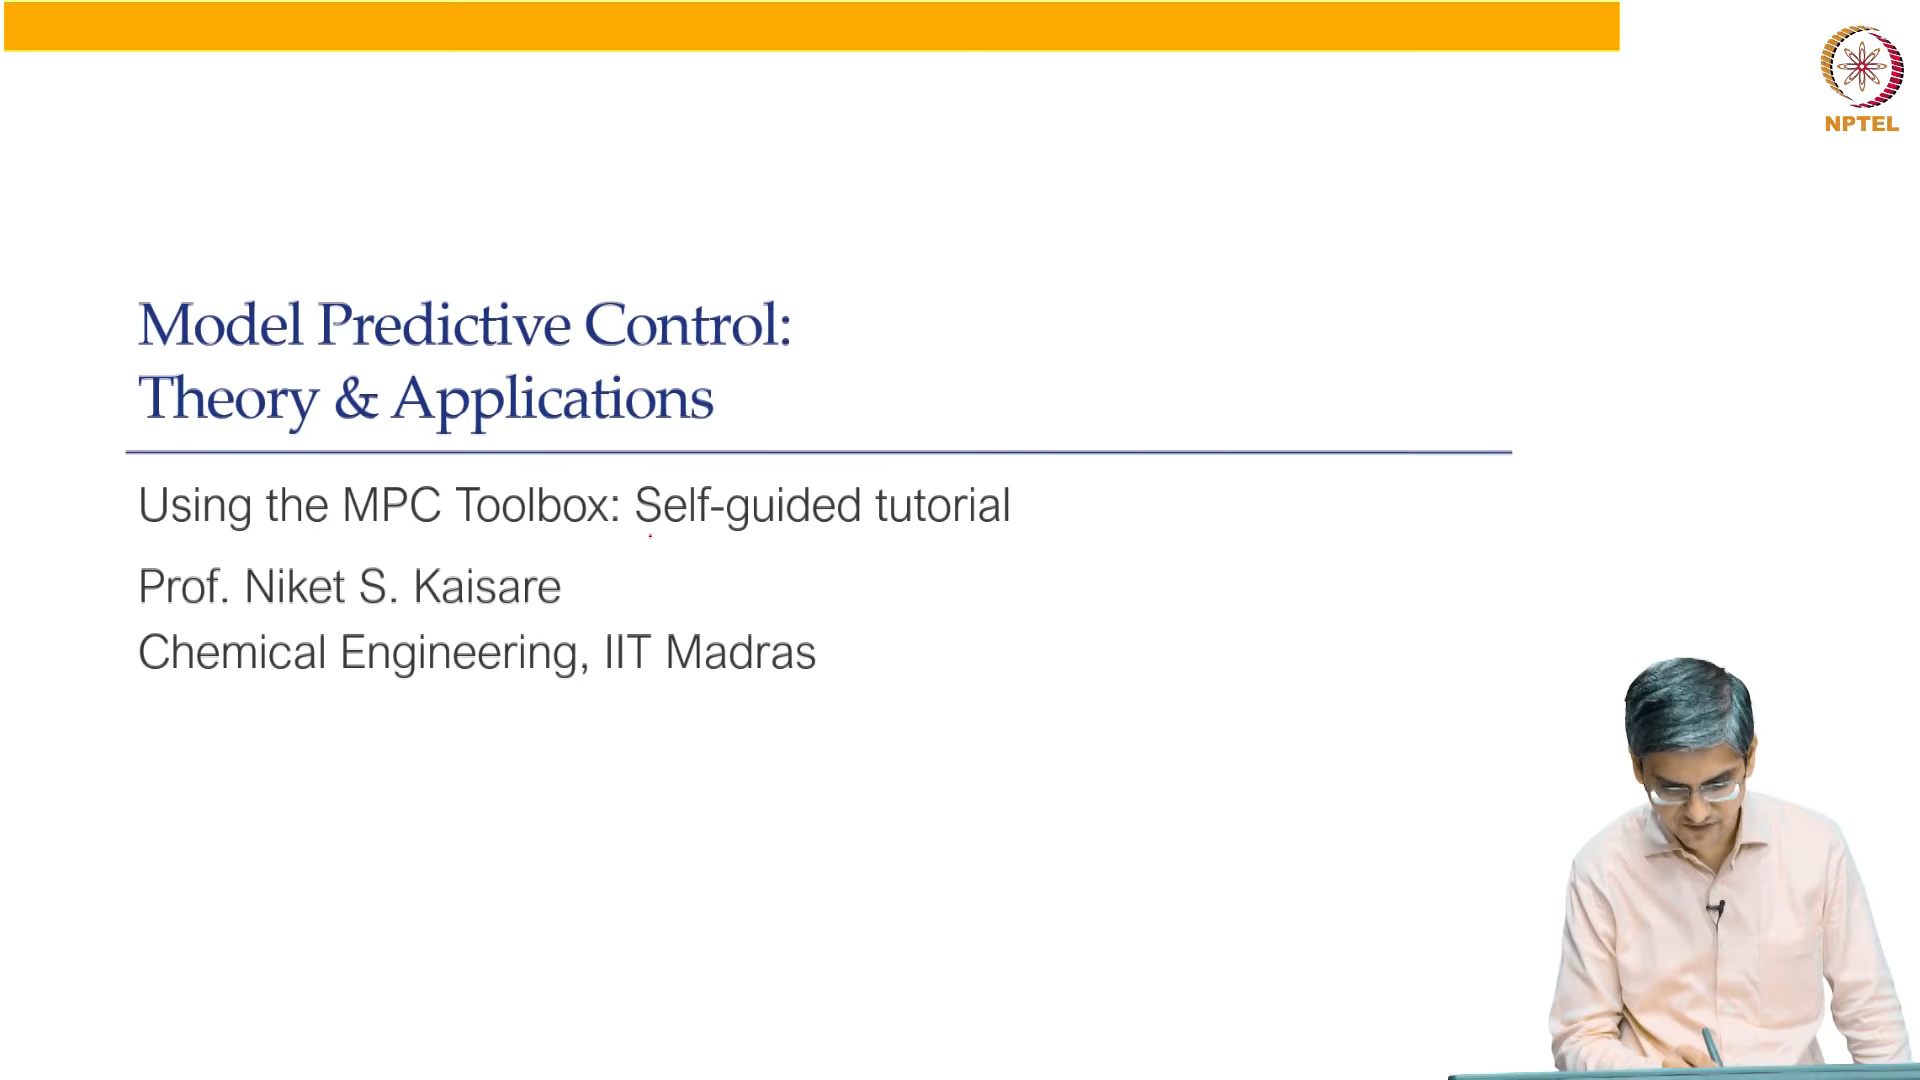 NPTEL
Model Predictive Control:
Theory & Applications
Using the MPC Toolbox: Self-guided tutorial
Prof. Niket S. Kaisare
Chemical Engineering, IIT Madras